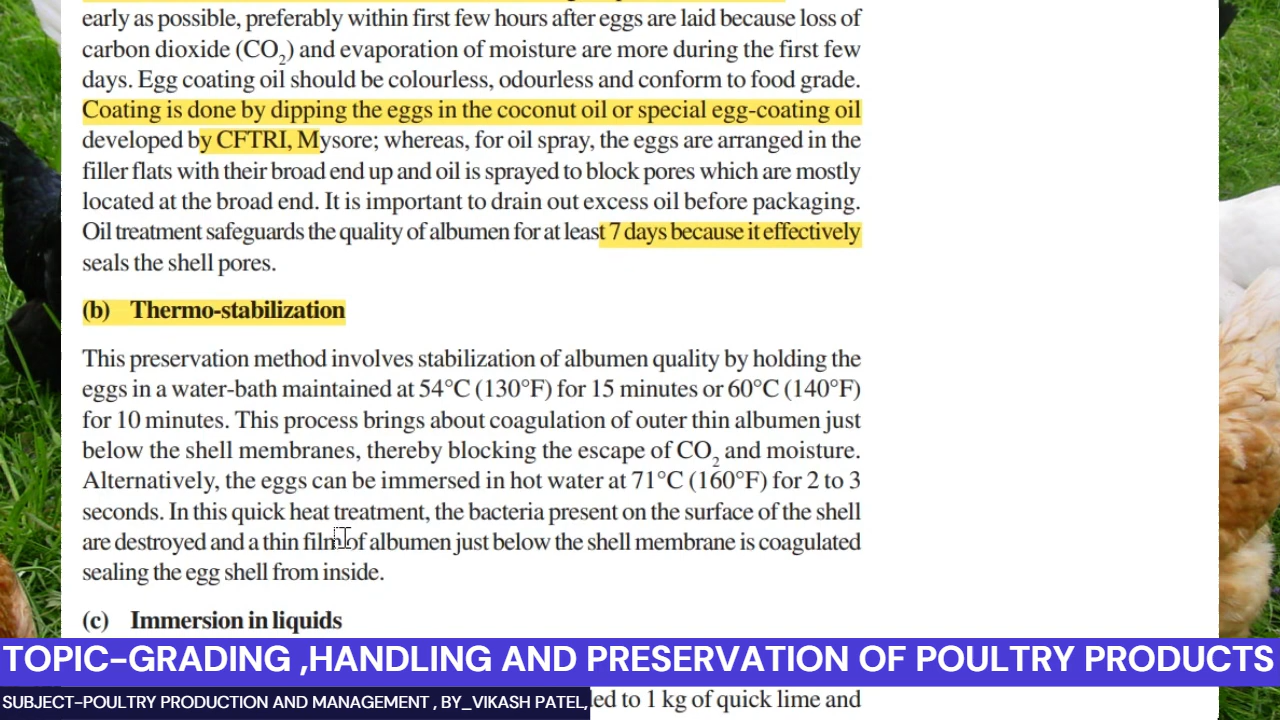 early as possible, preferably within first few hours after eggs are laid because loss of
carbon dioxide (CO₂) and evaporation of moisture are more during the first few
days. Egg coating oil should be colourless, odourless and conform to food grade.
Coating is done by dipping the eggs in the coconut oil or special egg-coating oil
developed by CFTRI, Mysore; whereas, for oil spray, the eggs are arranged in the
filler flats with their broad end up and oil is sprayed to block pores which are mostly
located at the broad end. It is important to drain out excess oil before packaging.
Oil treatment safeguards the quality of albumen for at least 7 days because it effectively
seals the shell pores.
(b) Thermo-stabilization
This preservation method involves stabilization of albumen quality by holding the
eggs in a water-bath maintained at 54°C (130°F) for 15 minutes or 60°C (140°F)
for 10 minutes. This process brings about coagulation of outer thin albumen just
below the shell membranes, thereby blocking the escape of CO₂ and moisture.
Alternatively, the eggs can be immersed in hot water at 71°C (160°F) for 2 to 3
seconds. In this quick heat treatment, the bacteria present on the surface of the shell
are destroyed and a thin film of albumen just below the shell membrane is coagulated
sealing the egg shell from inside.
(c) Immersion in liquids
TOPIC-GRADING ,HANDLING AND PRESERVATION OF POULTRY PRODUCTS
SUBJECT-POULTRY PRODUCTION AND MANAGEMENT , BY_VIKASH PATEL,
to 1 kg of quick lime and